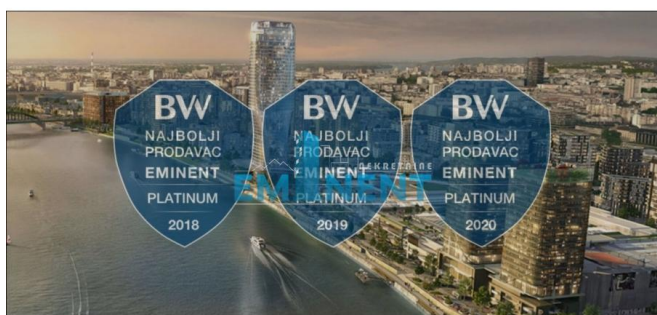 BW
NAJBOLJI
PRODAVAC
EMINENT
PLATINUM
2018
BW
NAJBOLJI
PRODAVAC
EMINENT
PLATINUM
2019
BW
NAJBOLJI
PRODAVAC
EMINENT
PLATINUM
2020
NEKRETNINE
EMINENT